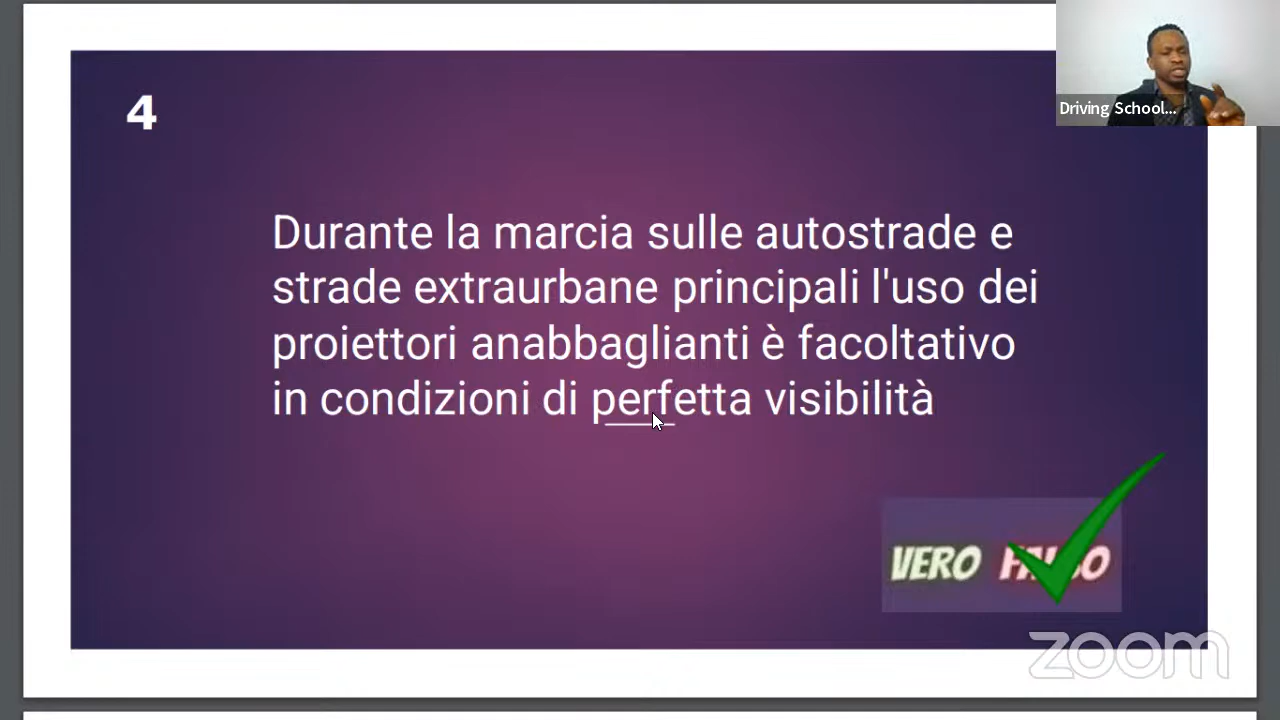 4
Driving School...
Durante la marcia sulle autostrade e
strade extraurbane principali l'uso dei
proiettori anabbaglianti è facoltativo
in condizioni di perfetta visibilità
VERO FALSO
zoom